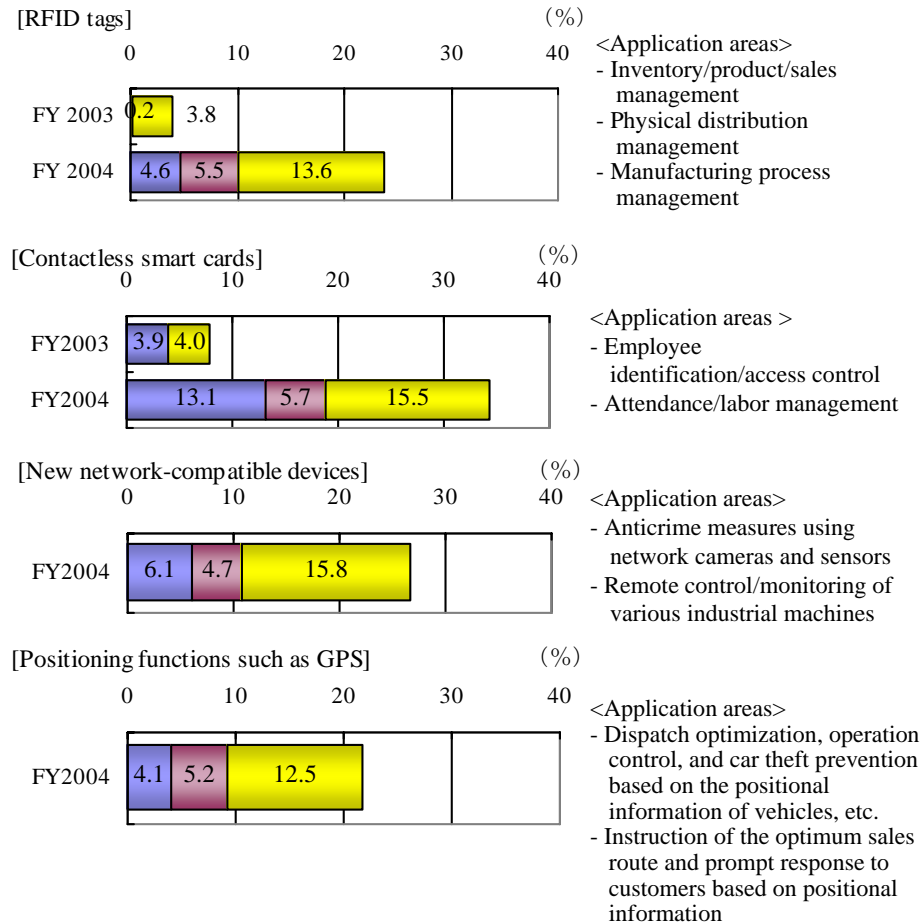 [RFID tags]
(%)
0 10 20 30 40
FY 2003
0.2 3.8
FY 2004
4.6 5.5 13.6
<Application areas>
- Inventory/product/sales
management
- Physical distribution
management
- Manufacturing process
management
[Contactless smart cards]
(%)
0 10 20 30 40
FY2003
3.9 4.0
FY2004
13.1 5.7 15.5
<Application areas >
- Employee
identification/access control
- Attendance/labor management
[New network-compatible devices]
(%)
0 10 20 30 40
FY2004
6.1 4.7 15.8
<Application areas>
- Anticrime measures using
network cameras and sensors
- Remote control/monitoring of
various industrial machines
[Positioning functions such as GPS]
(%)
0 10 20 30 40
FY2004
4.1 5.2 12.5
<Application areas>
- Dispatch optimization, operation
control, and car theft prevention
based on the positional
information of vehicles, etc.
- Instruction of the optimum sales
route and prompt response to
customers based on positional
information